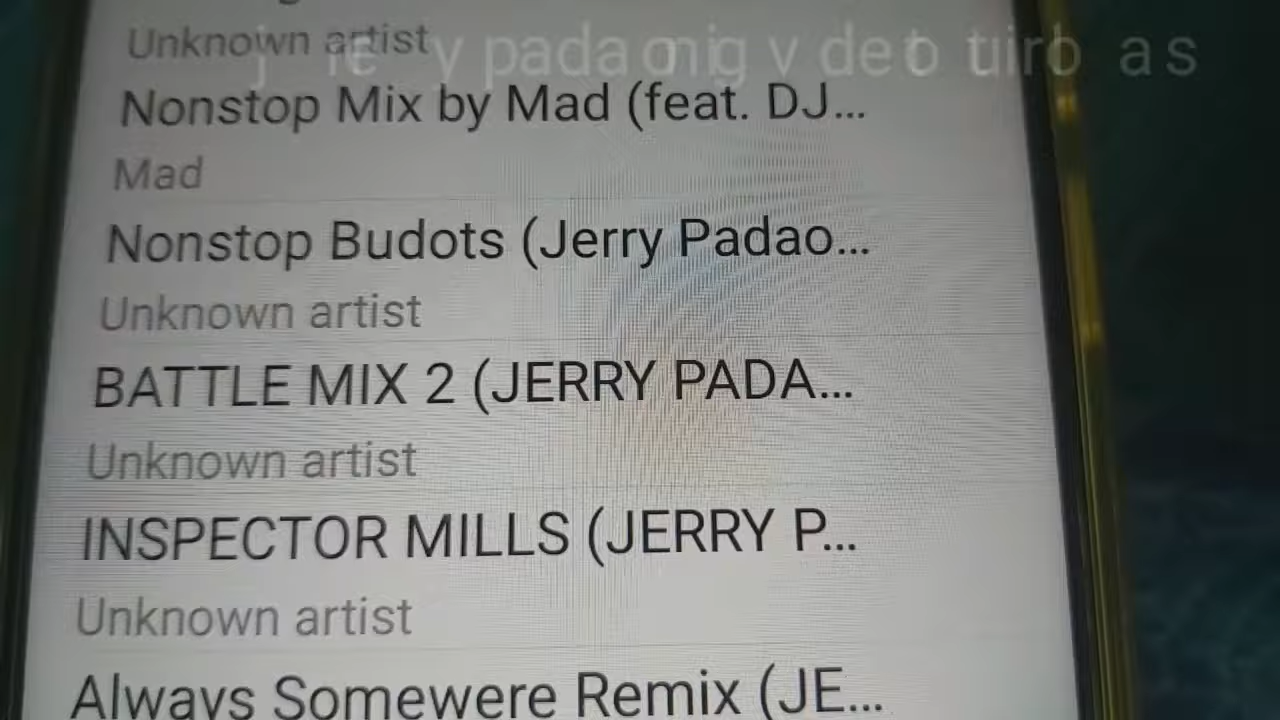 Unknown artist
Nonstop Mix by Mad (feat. DJ...
Mad
Nonstop Budots (Jerry Padao...
Unknown artist
BATTLE MIX 2 (JERRY PADA...
Unknown artist
INSPECTOR MILLS (JERRY P...
Unknown artist
Always Somewere Remix (JE...